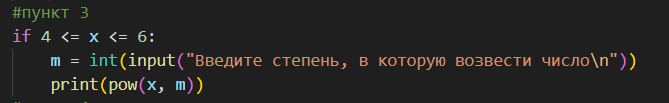 #пункт 3
if 4 <= x <= 6:
    m = int(input("Введите степень, в которую возвести число\n"))
    print(pow(x, m))